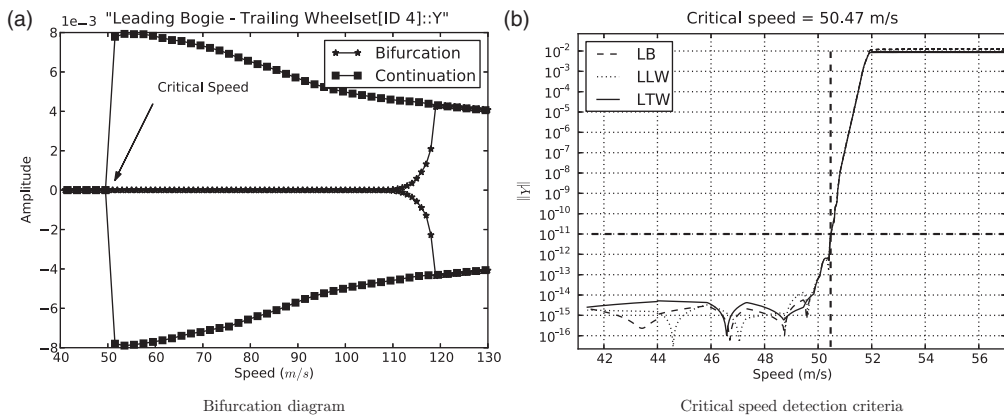 (a)
1e−3
"Leading Bogie - Trailing Wheelset[ID 4]::Y"
8
6
4
2
0
−2
−4
−6
−8
Amplitude
Bifurcation
Continuation
Critical Speed
40 50 60 70 80 90 100 110 120 130
Speed (m/s)
Bifurcation diagram
(b)
Critical speed = 50.47 m/s
LB
LLW
LTW
10⁻²
10⁻³
10⁻⁴
10⁻⁵
10⁻⁶
10⁻⁷
10⁻⁸
10⁻⁹
10⁻¹⁰
10⁻¹¹
10⁻¹²
10⁻¹³
10⁻¹⁴
10⁻¹⁵
10⁻¹⁶
‖Y‖
42 44 46 48 50 52 54 56
Speed (m/s)
Critical speed detection criteria